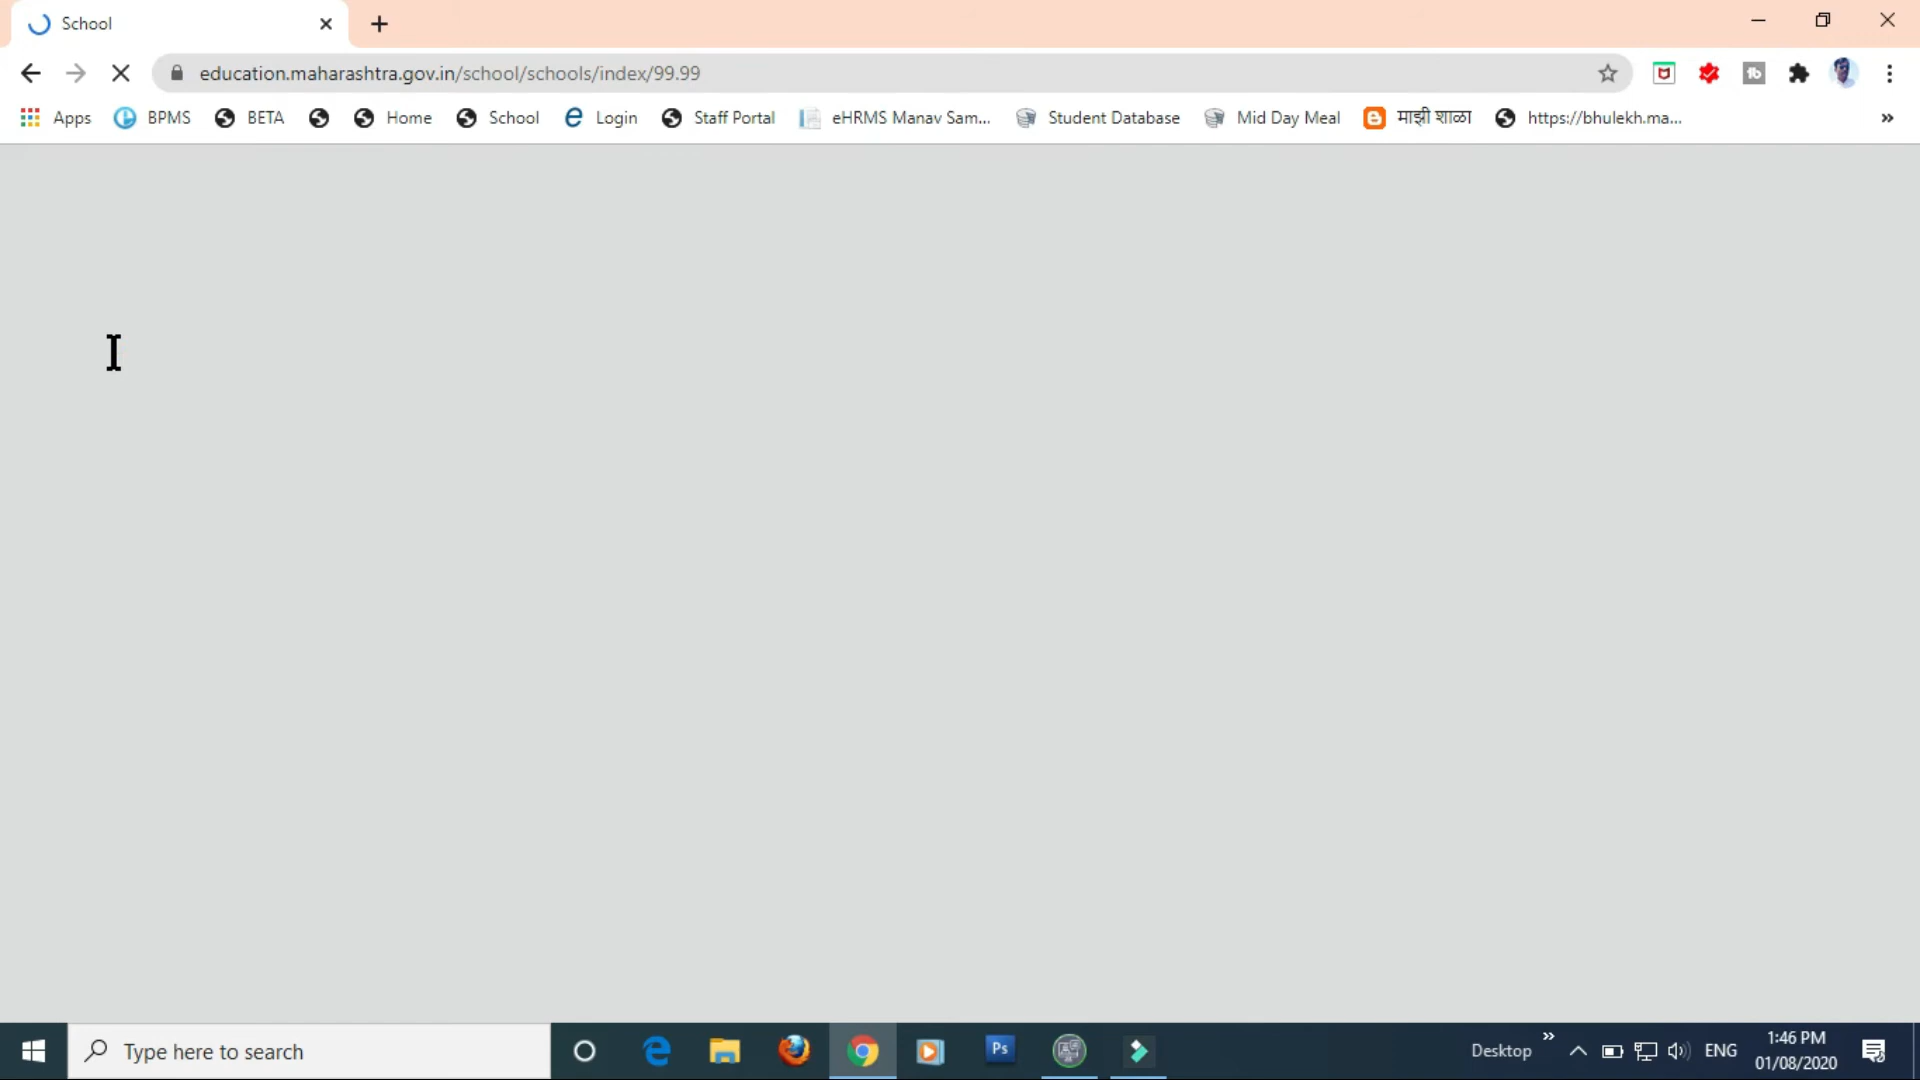 School
education.maharashtra.gov.in/school/schools/index/99.99
Apps BPMS BETA Home School Login Staff Portal eHRMS Manav Sam... Student Database Mid Day Meal माझी शाळा https://bhulekh.ma... »
Type here to search
Ps
Desktop »
ENG
1:46 PM
01/08/2020